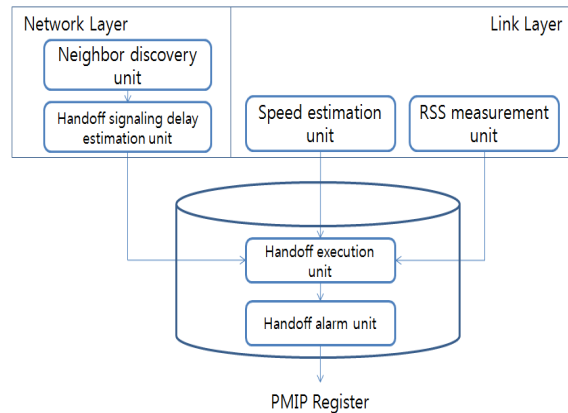 Network Layer
Link Layer
Neighbor discovery
unit
Handoff signaling delay
estimation unit
Speed estimation
unit
RSS measurement
unit
Handoff execution
unit
Handoff alarm unit
PMIP Register